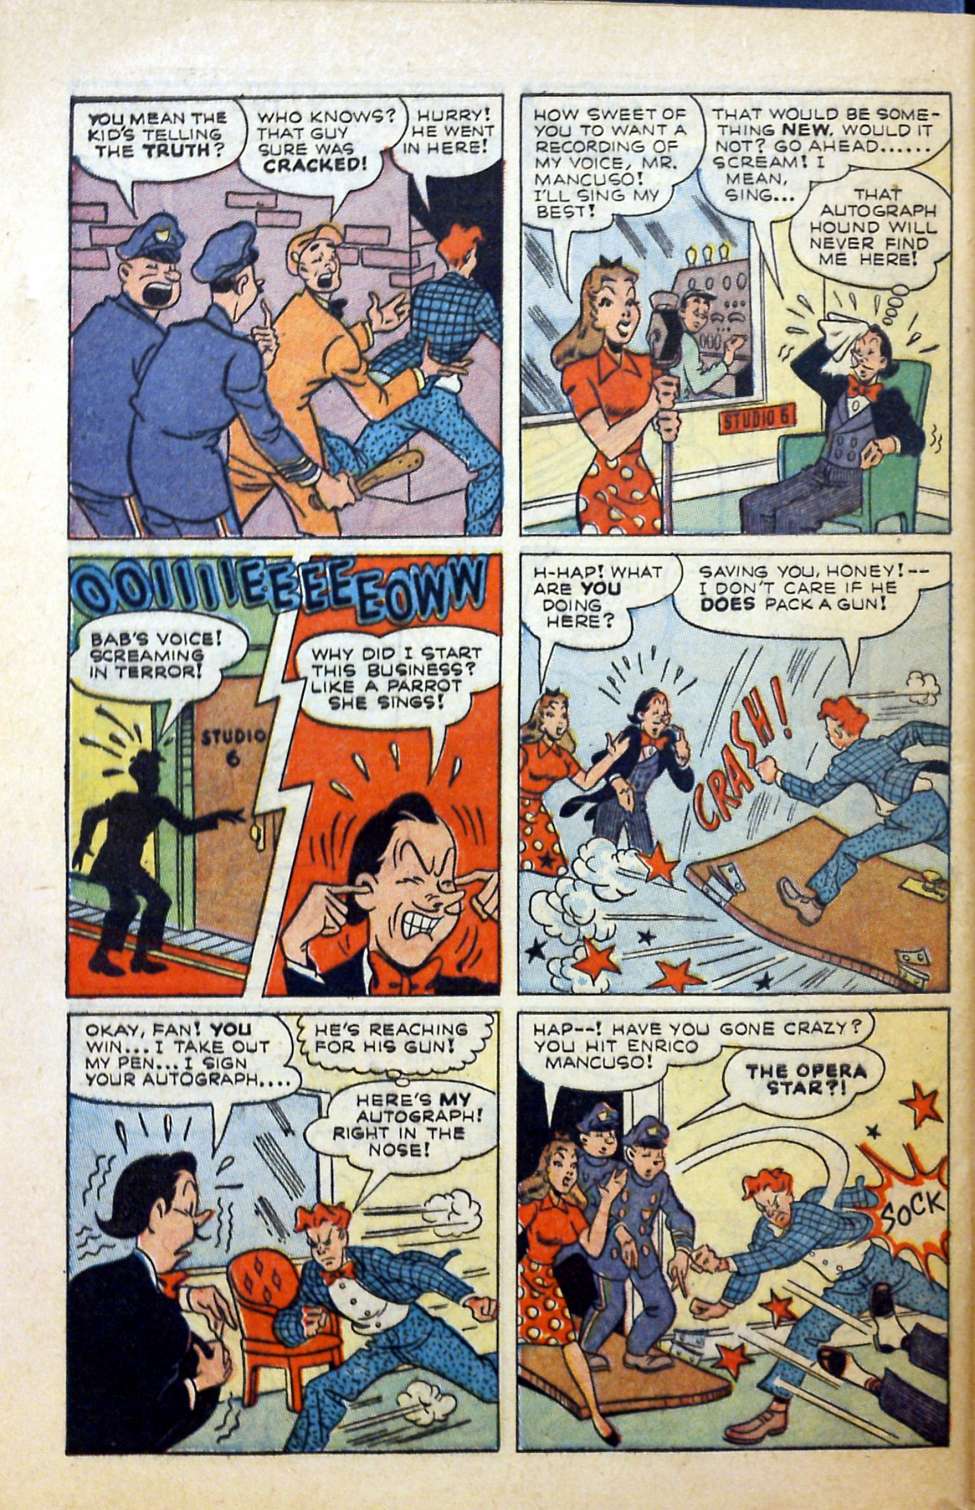 YOU MEAN THE
KID'S TELLING
THE TRUTH?
WHO KNOWS?
THAT GUY
SURE WAS
CRACKED!
HURRY!
HE WENT
IN HERE!
HOW SWEET OF
YOU TO WANT A
RECORDING OF
MY VOICE, MR.
MANCUSO!
I'LL SING MY
BEST!
THAT WOULD BE SOME-
THING NEW, WOULD IT
NOT? GO AHEAD......
SCREAM! I
MEAN,
SING...
THAT
AUTOGRAPH
HOUND WILL
NEVER FIND
ME HERE!
STUDIO 6
OOIIIIIEEEEEEOWW
BAB'S VOICE!
SCREAMING
IN TERROR!
STUDIO
6
WHY DID I START
THIS BUSINESS?
LIKE A PARROT
SHE SINGS!
H-HAP! WHAT
ARE YOU
DOING
HERE?
SAVING YOU, HONEY!--
I DON'T CARE IF HE
DOES PACK A GUN!
CRASH!
OKAY, FAN! YOU
WIN... I TAKE OUT
MY PEN... I SIGN
YOUR AUTOGRAPH....
HE'S REACHING
FOR HIS GUN!
HERE'S MY
AUTOGRAPH!
RIGHT IN THE
NOSE!
HAP--! HAVE YOU GONE CRAZY?
YOU HIT ENRICO
MANCUSO!
THE OPERA
STAR?!
SOCK